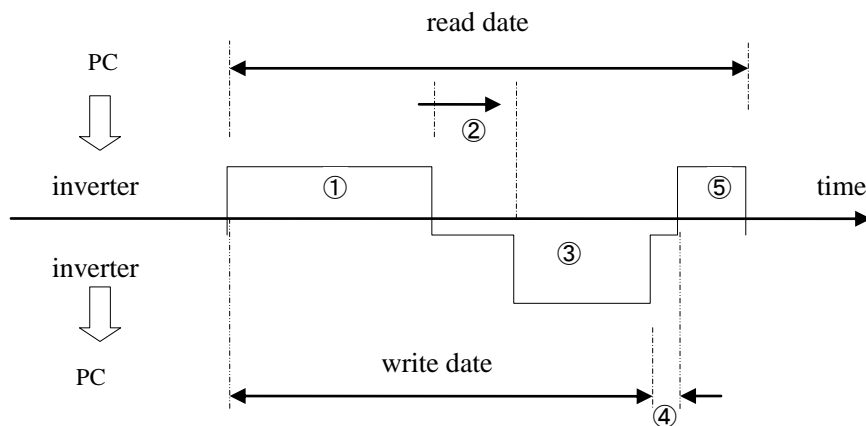 read date
PC
②
inverter
①
⑤
time
inverter
③
write date
PC
④